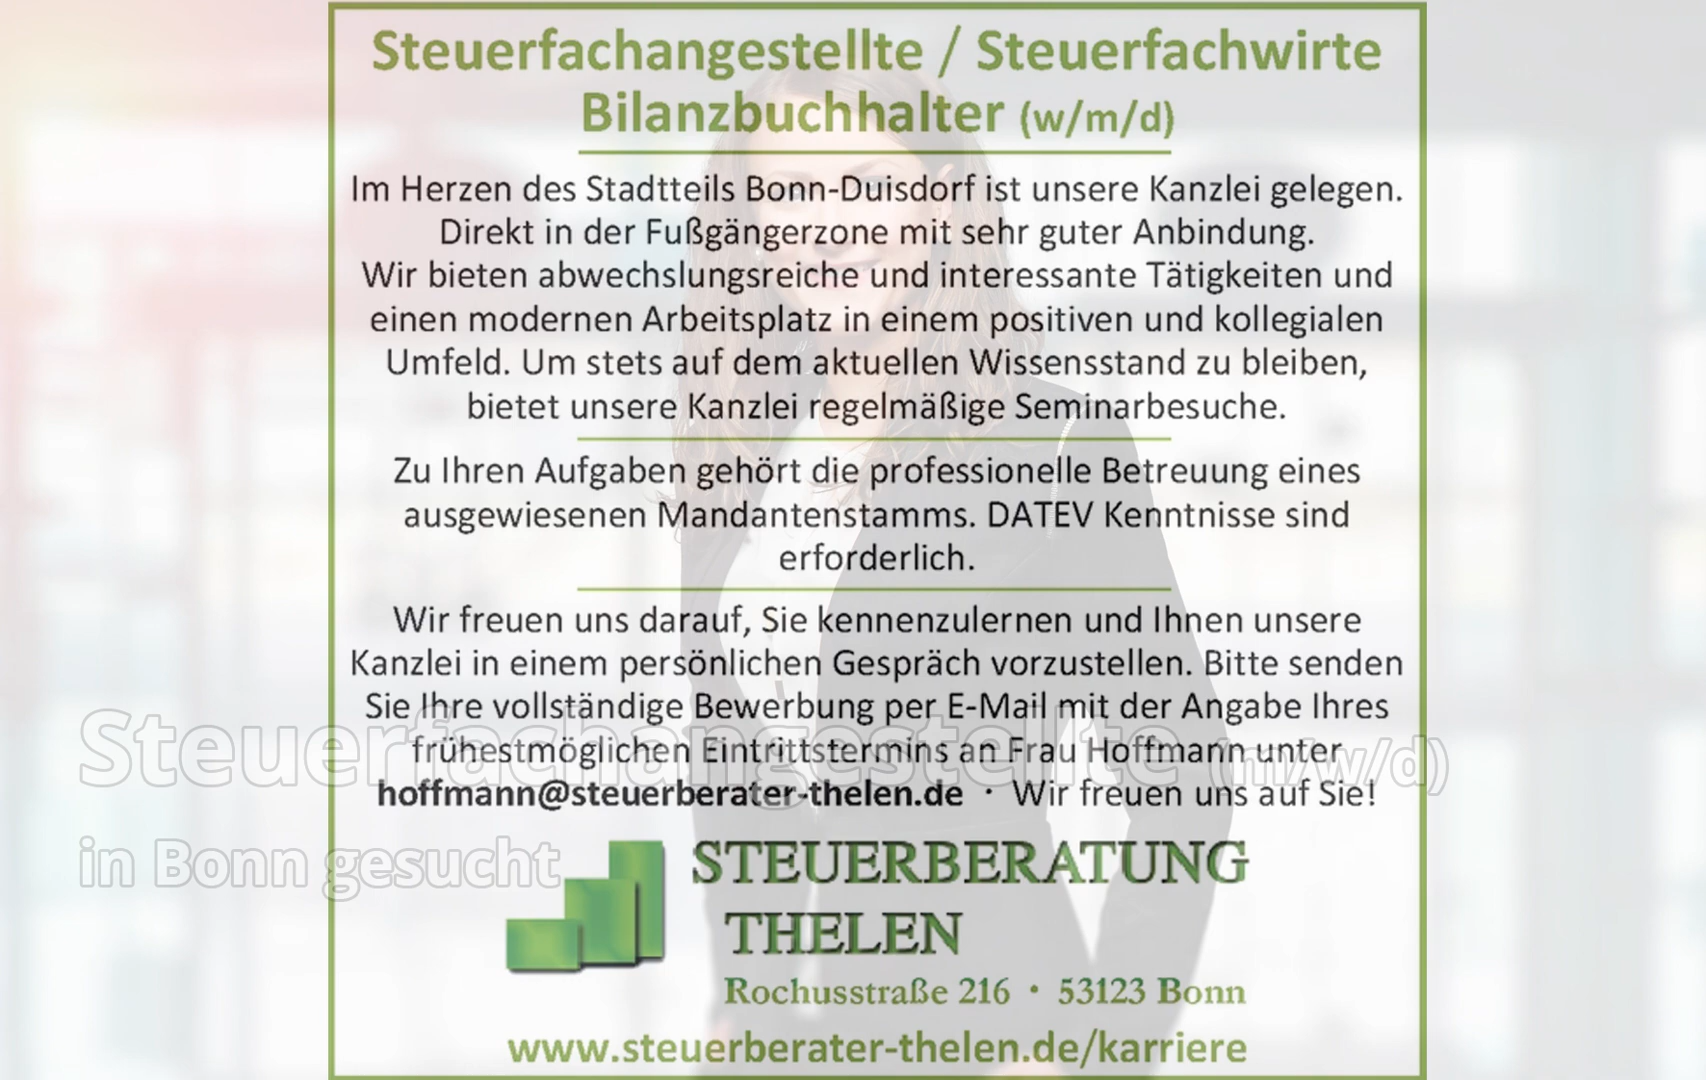 Steuerfachangestellte / Steuerfachwirte
Bilanzbuchhalter (w/m/d)
Im Herzen des Stadtteils Bonn-Duisdorf ist unsere Kanzlei gelegen.
Direkt in der Fußgängerzone mit sehr guter Anbindung.
Wir bieten abwechslungsreiche und interessante Tätigkeiten und
einen modernen Arbeitsplatz in einem positiven und kollegialen
Umfeld. Um stets auf dem aktuellen Wissensstand zu bleiben,
bietet unsere Kanzlei regelmäßige Seminarbesuche.
Zu Ihren Aufgaben gehört die professionelle Betreuung eines
ausgewiesenen Mandantenstamms. DATEV Kenntnisse sind
erforderlich.
Wir freuen uns darauf, Sie kennenzulernen und Ihnen unsere
Kanzlei in einem persönlichen Gespräch vorzustellen. Bitte senden
Sie Ihre vollständige Bewerbung per E-Mail mit der Angabe Ihres
frühestmöglichen Eintrittstermins an Frau Hoffmann unter
hoffmann@steuerberater-thelen.de · Wir freuen uns auf Sie!
Steuerfachangestellte (m/w/d)
in Bonn gesucht
STEUERBERATUNG
THELEN
Rochusstraße 216 • 53123 Bonn
www.steuerberater-thelen.de/karriere